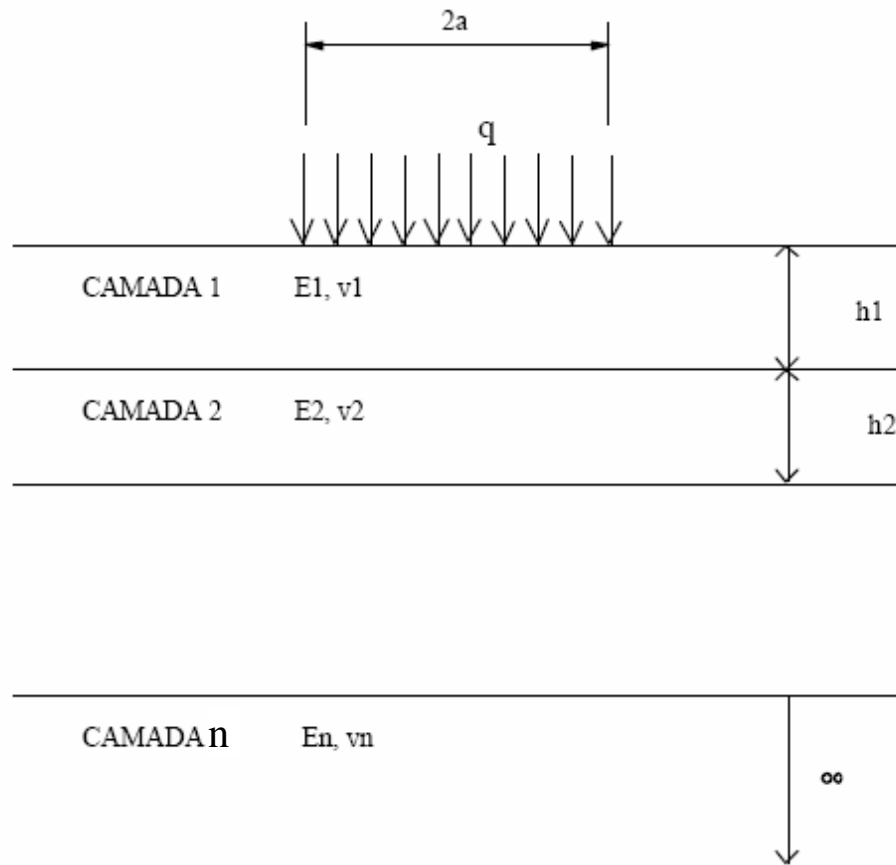 2a
q
CAMADA 1 E1, v1
h1
CAMADA 2 E2, v2
h2
CAMADA n En, vn
∞